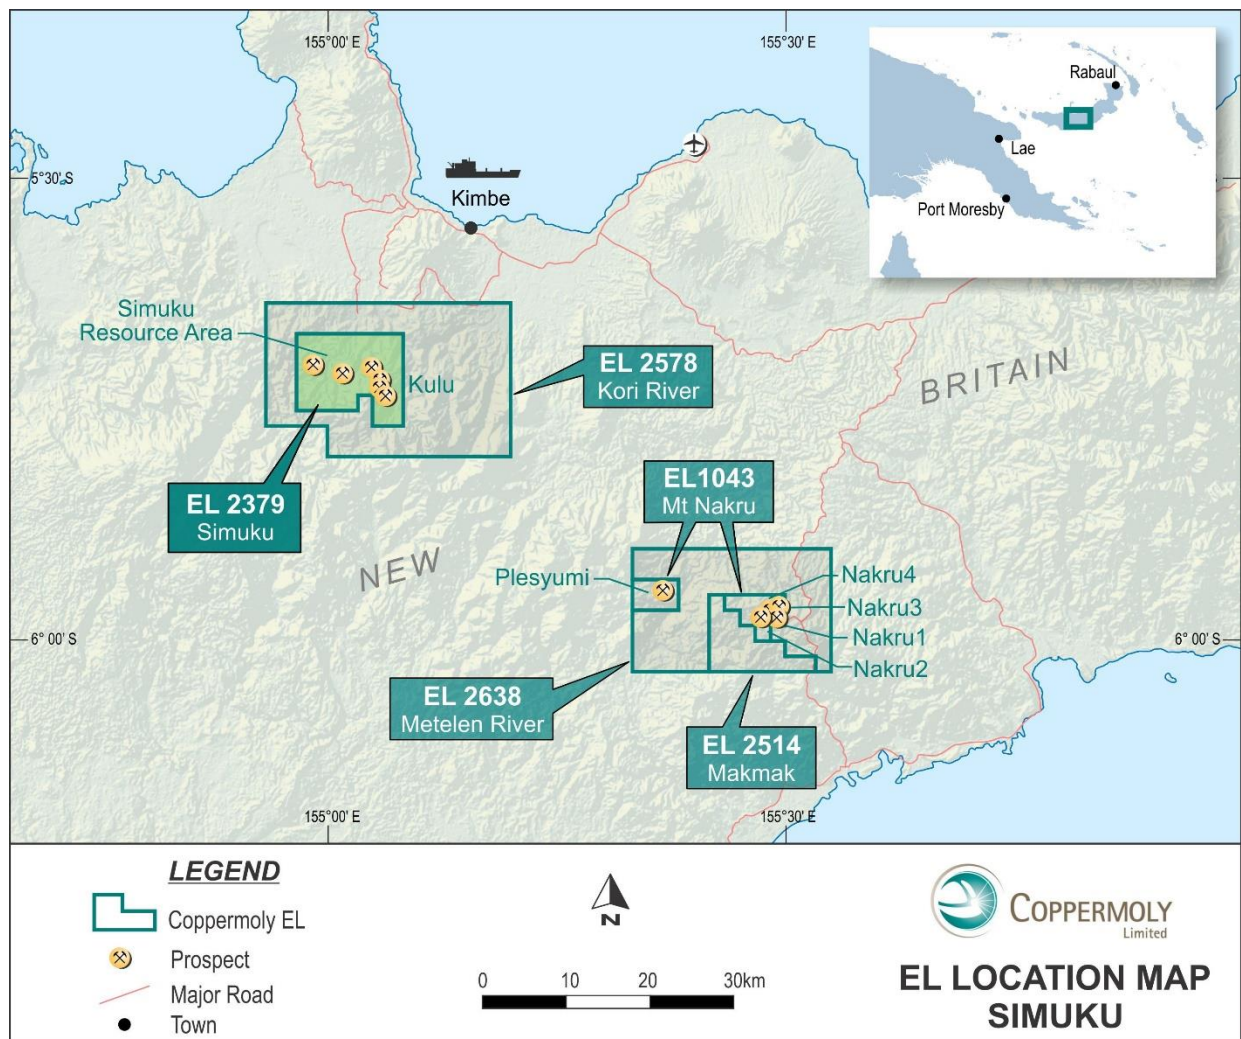 155°00' E
155°30' E
Rabaul
Lae
Port Moresby
5°30' S
Kimbe
Simuku
Resource Area
Kulu
EL 2578
Kori River
BRITAIN
EL 2379
Simuku
EL1043
Mt Nakru
NEW
Plesyumi
Nakru4
Nakru3
Nakru1
Nakru2
6° 00' S
6° 00' S
EL 2638
Metelen River
EL 2514
Makmak
155°00' E
155°30' E
LEGEND
Coppermoly EL
Prospect
Major Road
Town
N
0 10 20 30km
COPPERMOLY
Limited
EL LOCATION MAP
SIMUKU